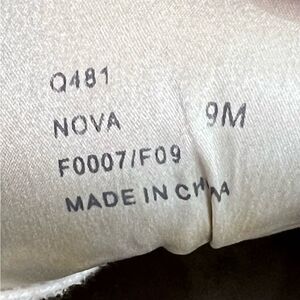 Q481
NOVA 9M
F0007/F09
MADE IN CHINA